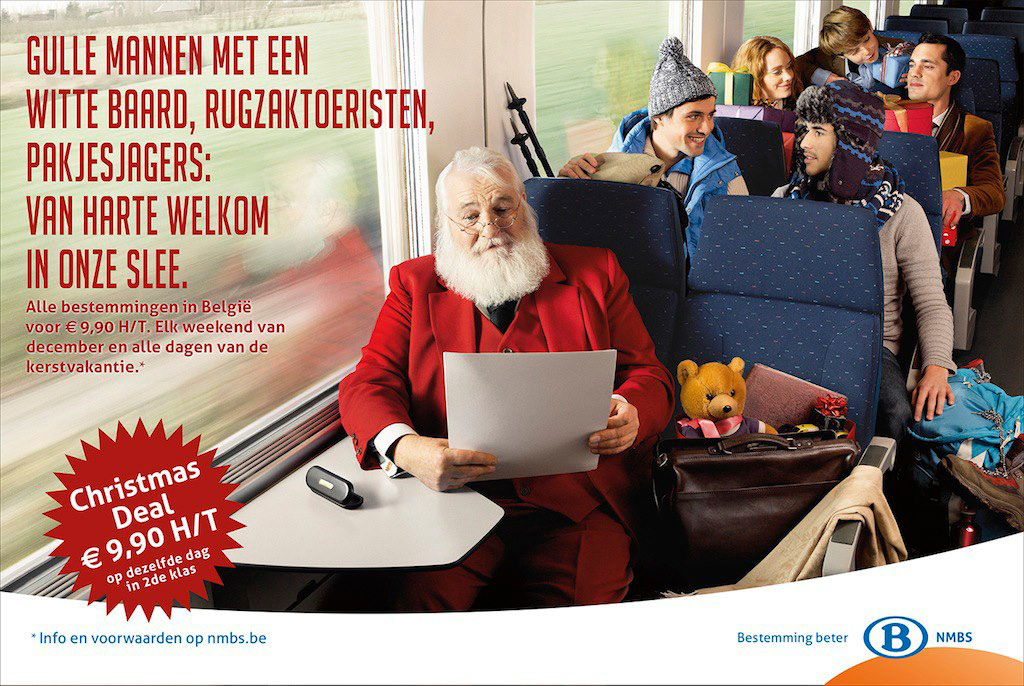 GULLE MANNEN MET EEN
WITTE BAARD, RUGZAKTOERISTEN,
PAKJESJAGERS:
VAN HARTE WELKOM
IN ONZE SLEE.
Alle bestemmingen in België
voor € 9,90 H/T. Elk weekend van
december en alle dagen van de
kerstvakantie.*
Christmas
Deal
€ 9,90 H/T
op dezelfde dag
in 2de klas
* Info en voorwaarden op nmbs.be
Bestemming beter
B
NMBS